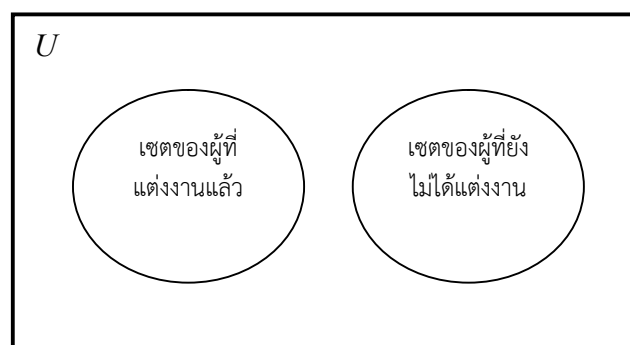 U
เซตของผู้ที่
แต่งงานแล้ว
เซตของผู้ที่ยัง
ไม่ได้แต่งงาน